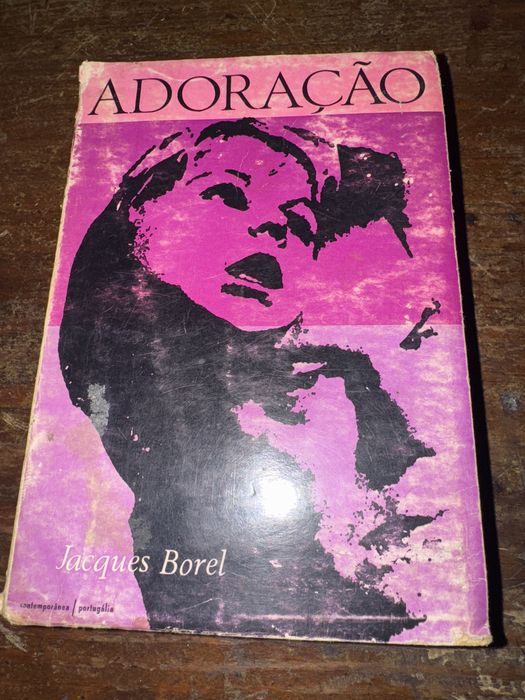 ADORAÇÃO
Jacques Borel
contemporânea / portugália